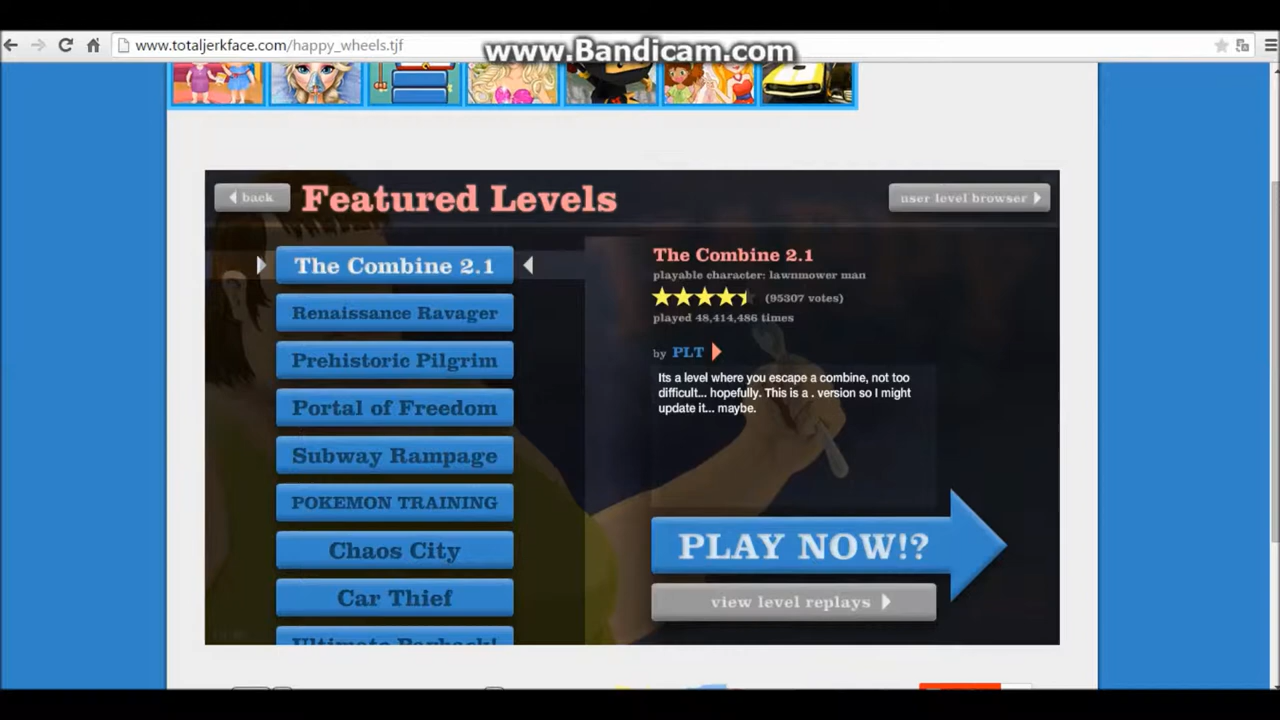 www.totaljerkface.com/happy_wheels.tjf
www.Bandicam.com
back
Featured Levels
user level browser
The Combine 2.1
Renaissance Ravager
Prehistoric Pilgrim
Portal of Freedom
Subway Rampage
POKEMON TRAINING
Chaos City
Car Thief
Ultimate Payback!
The Combine 2.1
playable character: lawnmower man
(95307 votes)
played 48,414,486 times
by PLT
Its a level where you escape a combine, not too
difficult... hopefully. This is a . version so I might
update it... maybe.
PLAY NOW!?
view level replays